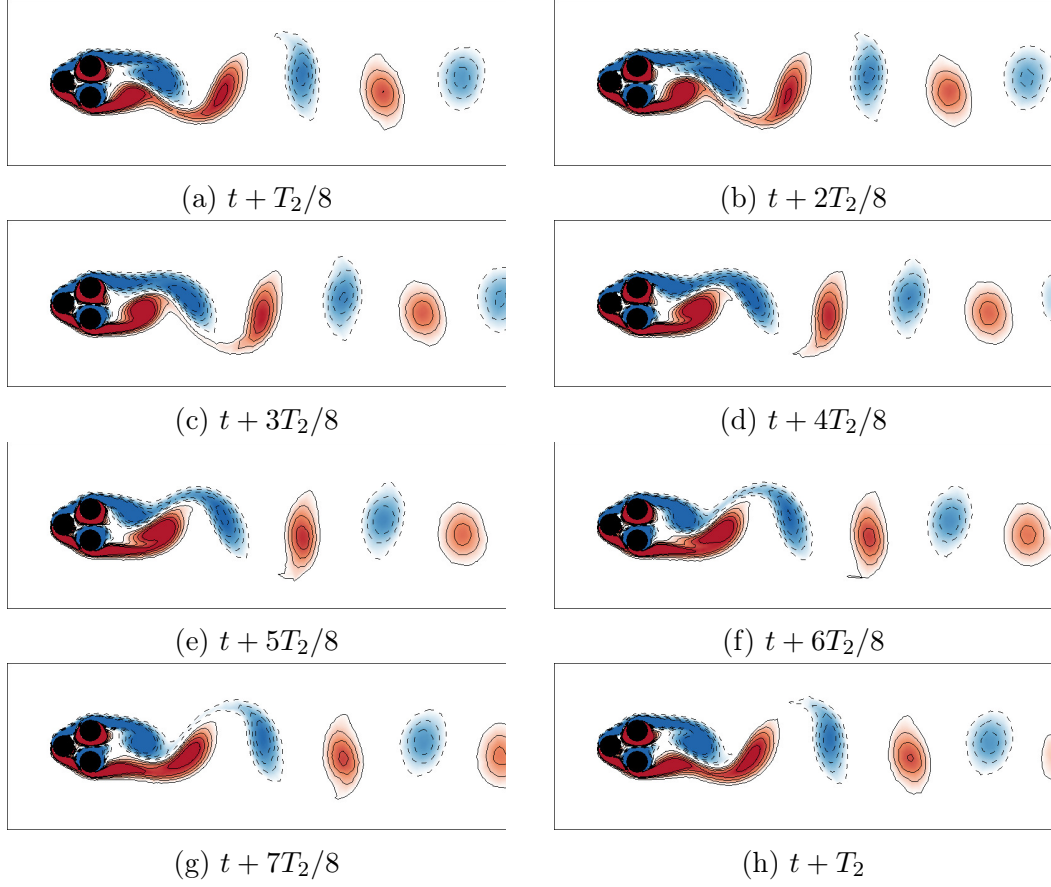 (a) t + T₂/8
(b) t + 2T₂/8
(c) t + 3T₂/8
(d) t + 4T₂/8
(e) t + 5T₂/8
(f) t + 6T₂/8
(g) t + 7T₂/8
(h) t + T₂